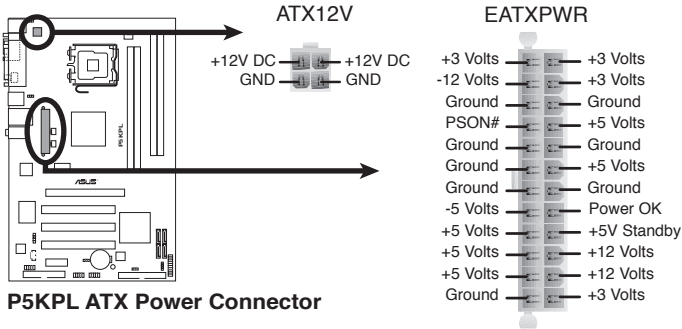 ATX12V
EATXPWR
+12V DC +12V DC
GND GND
+3 Volts +3 Volts
-12 Volts +3 Volts
Ground Ground
PSON# +5 Volts
Ground Ground
Ground +5 Volts
Ground Ground
-5 Volts Power OK
+5 Volts +5V Standby
+5 Volts +12 Volts
+5 Volts +12 Volts
Ground +3 Volts
P5KPL
ASUS
P5KPL ATX Power Connector